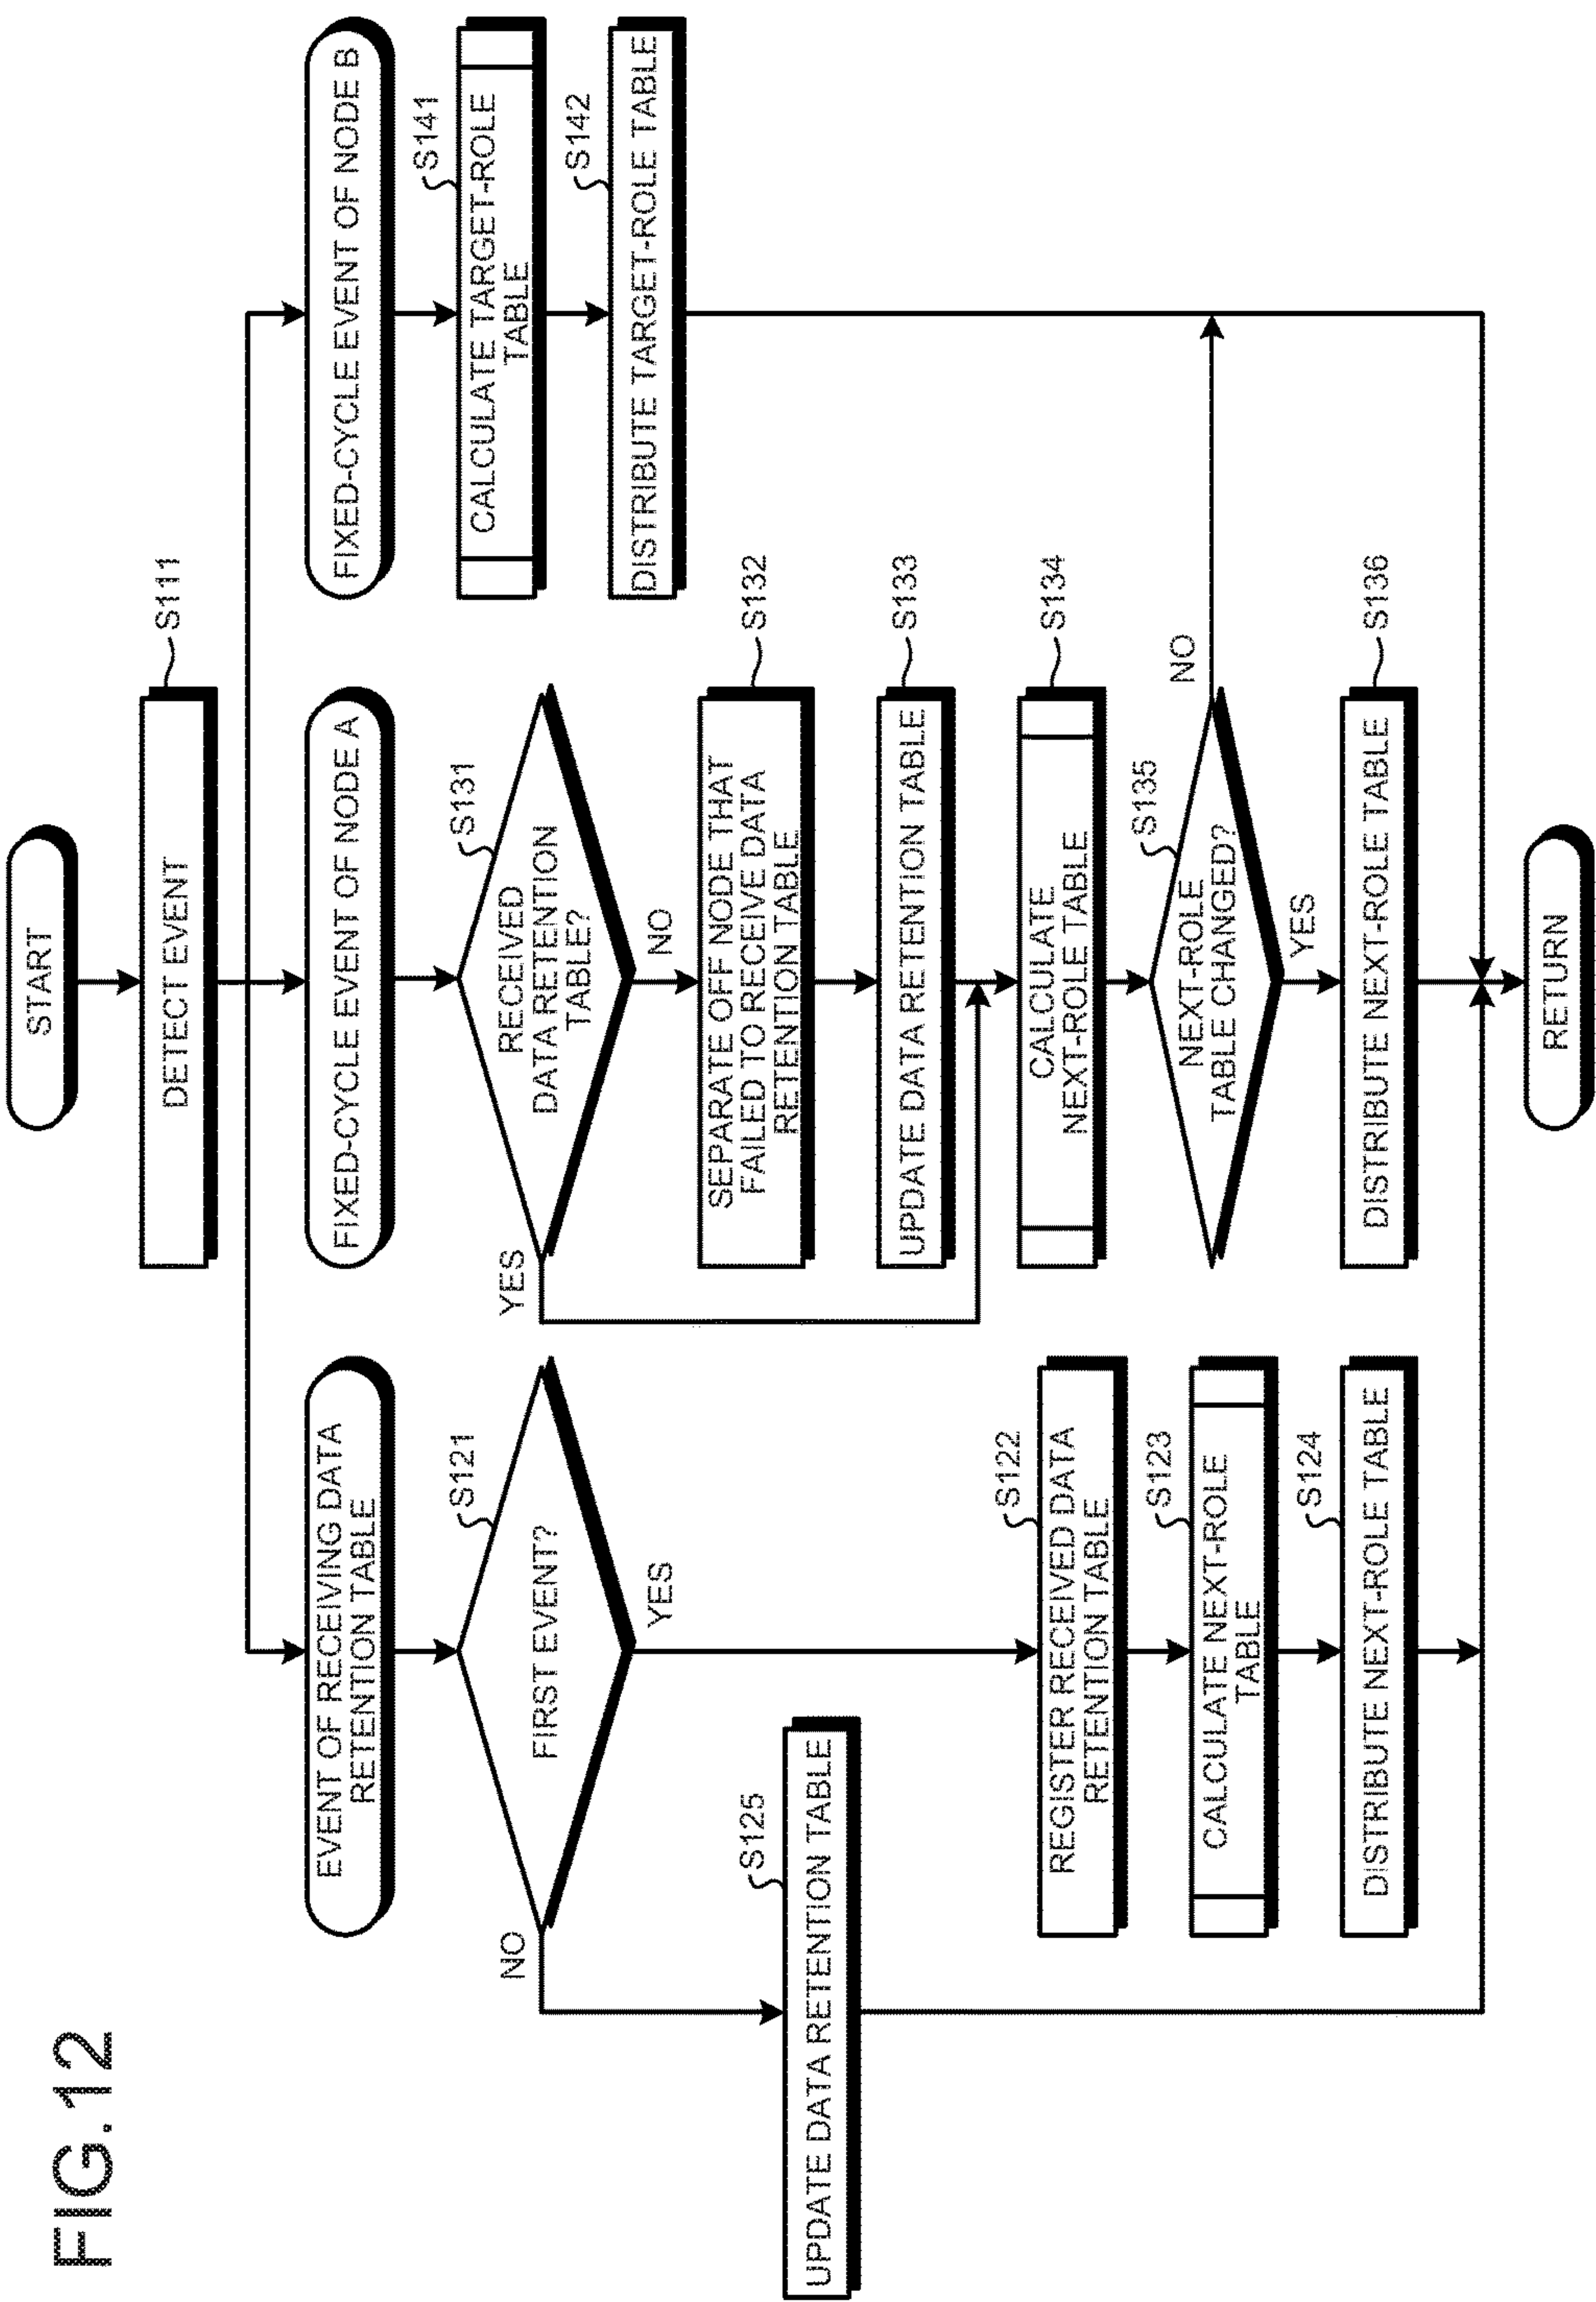 FIG.12
START
DETECT EVENT
S111
EVENT OF RECEIVING DATA
RETENTION TABLE
S121
FIRST EVENT?
NO
YES
S125
UPDATE DATA RETENTION TABLE
S122
REGISTER RECEIVED DATA
RETENTION TABLE
S123
CALCULATE NEXT-ROLE
TABLE
S124
DISTRIBUTE NEXT-ROLE TABLE
FIXED-CYCLE EVENT OF NODE A
S131
RECEIVED
DATA RETENTION
TABLE?
YES
NO
SEPARATE OFF NODE THAT
FAILED TO RECEIVE DATA
RETENTION TABLE
S132
UPDATE DATA RETENTION TABLE
S133
CALCULATE
NEXT-ROLE TABLE
S134
S135
NEXT-ROLE
TABLE CHANGED?
NO
YES
DISTRIBUTE NEXT-ROLE TABLE
S136
FIXED-CYCLE EVENT OF NODE B
S141
CALCULATE TARGET-ROLE
TABLE
S142
DISTRIBUTE TARGET-ROLE TABLE
RETURN